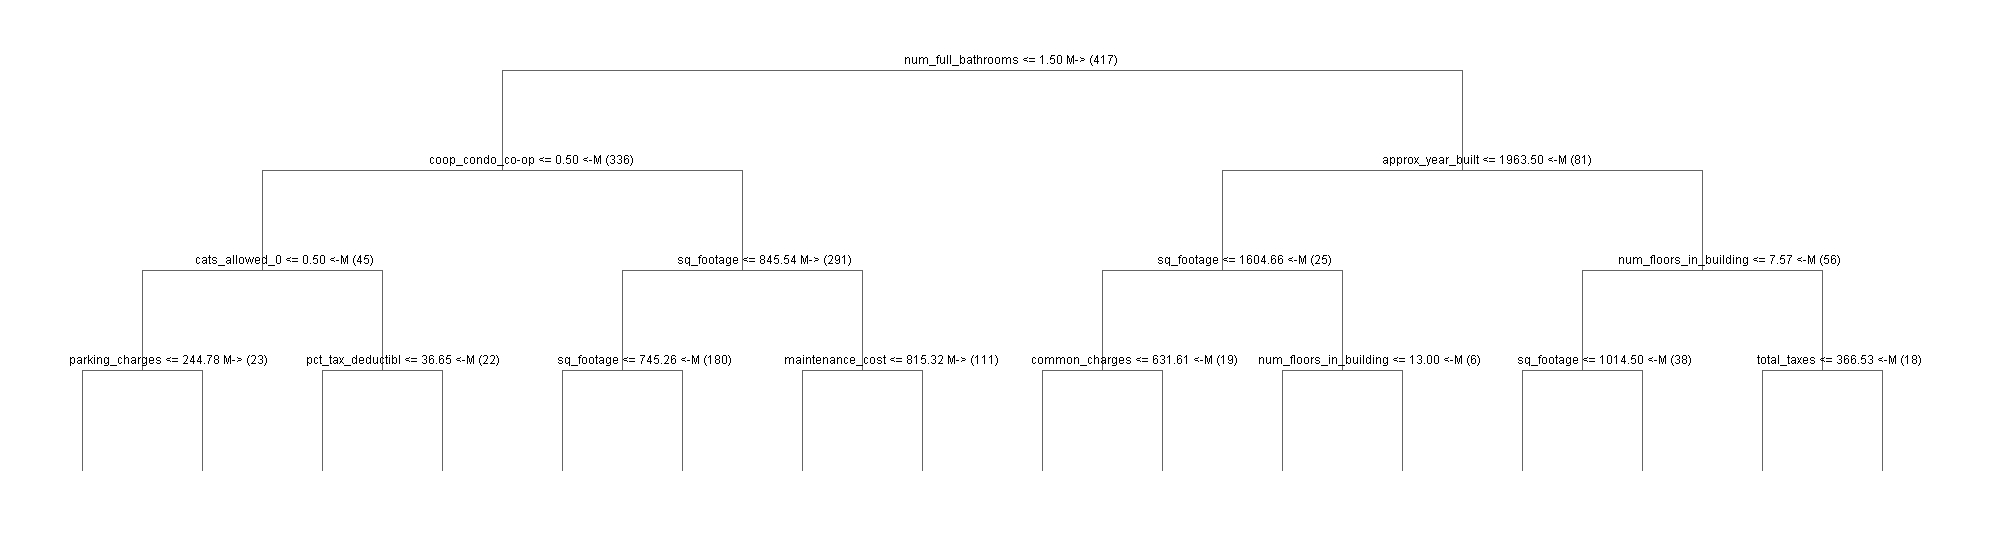 num_full_bathrooms <= 1.50 M-> (417)
coop_condo_co-op <= 0.50 <-M (336)
approx_year_built <= 1963.50 <-M (81)
cats_allowed_0 <= 0.50 <-M (45)
sq_footage <= 845.54 M-> (291)
sq_footage <= 1604.66 <-M (25)
num_floors_in_building <= 7.57 <-M (56)
parking_charges <= 244.78 M-> (23)
pct_tax_deductibl <= 36.65 <-M (22)
sq_footage <= 745.26 <-M (180)
maintenance_cost <= 815.32 M-> (111)
common_charges <= 631.61 <-M (19)
num_floors_in_building <= 13.00 <-M (6)
sq_footage <= 1014.50 <-M (38)
total_taxes <= 366.53 <-M (18)